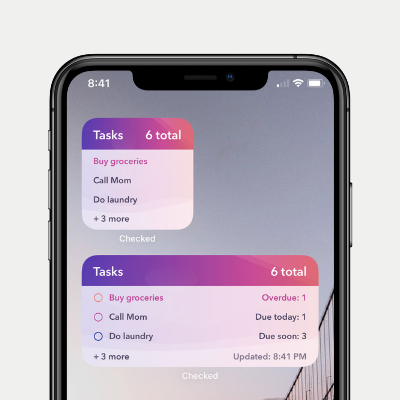 8:41
Tasks 6 total
Buy groceries
Call Mom
Do laundry
+ 3 more
Checked
Tasks 6 total
Buy groceries Overdue: 1
Call Mom Due today: 1
Do laundry Due soon: 3
+ 3 more Updated: 8:41 PM
Checked